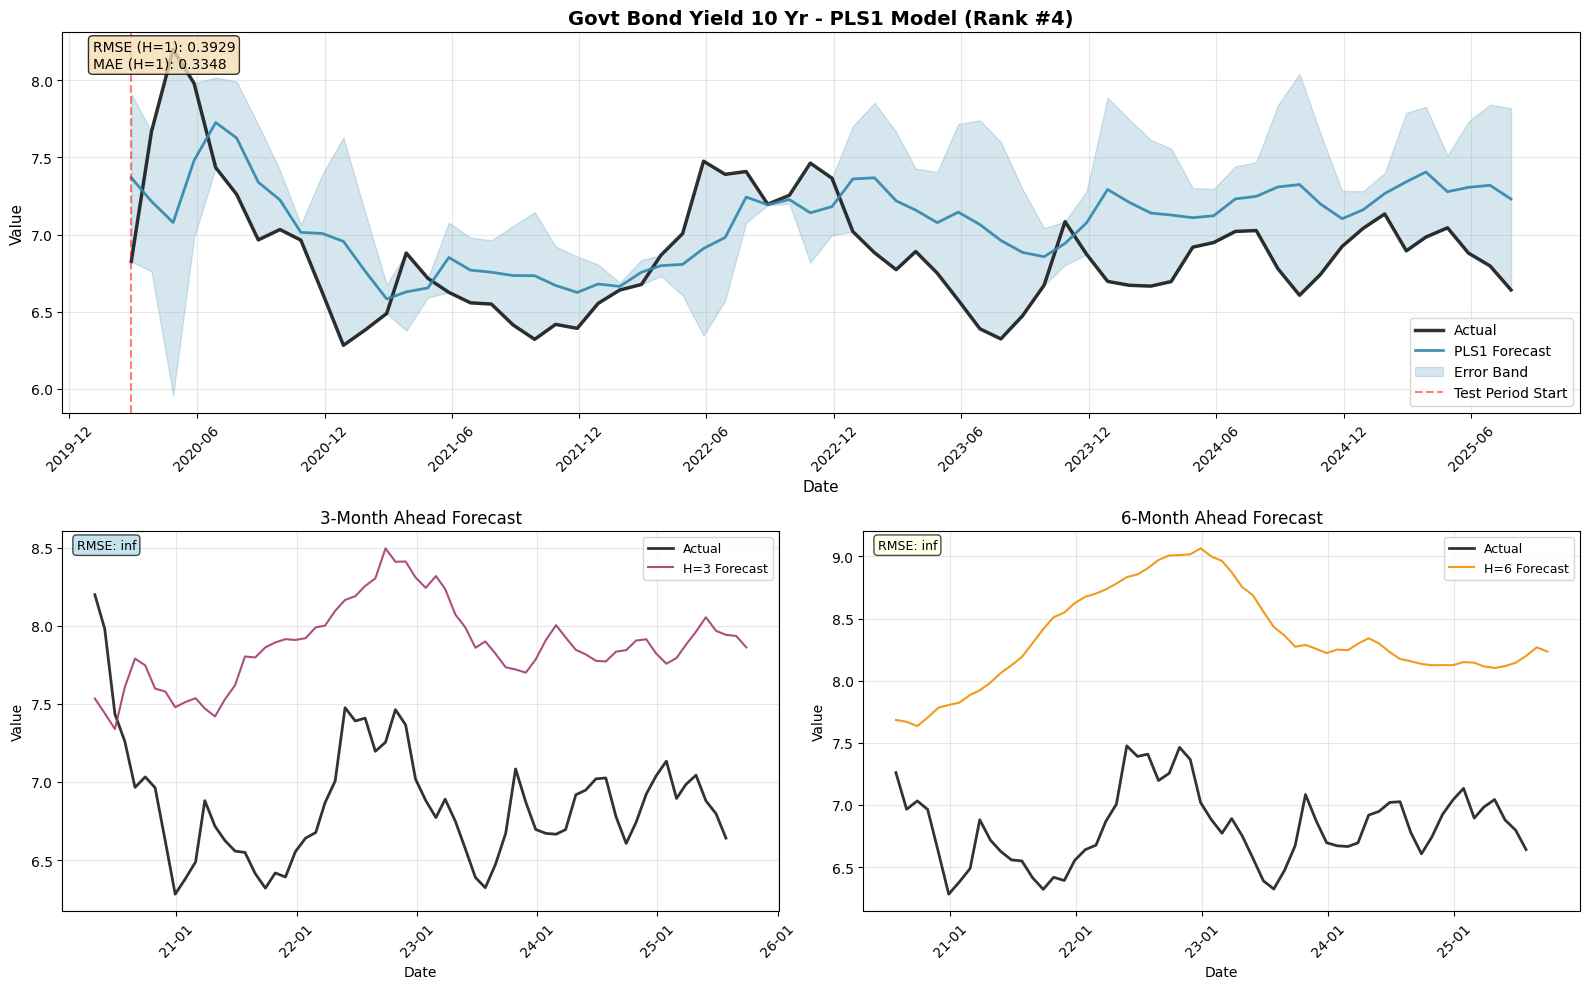 Govt Bond Yield 10 Yr - PLS1 Model (Rank #4)
RMSE (H=1): 0.3929
MAE (H=1): 0.3348
Value
8.0
7.5
7.0
6.5
6.0
Actual
PLS1 Forecast
Error Band
Test Period Start
2019-12
2020-06
2020-12
2021-06
2021-12
2022-06
2022-12
2023-06
2023-12
2024-06
2024-12
2025-06
Date
3-Month Ahead Forecast
RMSE: inf
Actual
H=3 Forecast
Value
8.5
8.0
7.5
7.0
6.5
21-01
22-01
23-01
24-01
25-01
26-01
Date
6-Month Ahead Forecast
RMSE: inf
Actual
H=6 Forecast
Value
9.0
8.5
8.0
7.5
7.0
6.5
21-01
22-01
23-01
24-01
25-01
Date